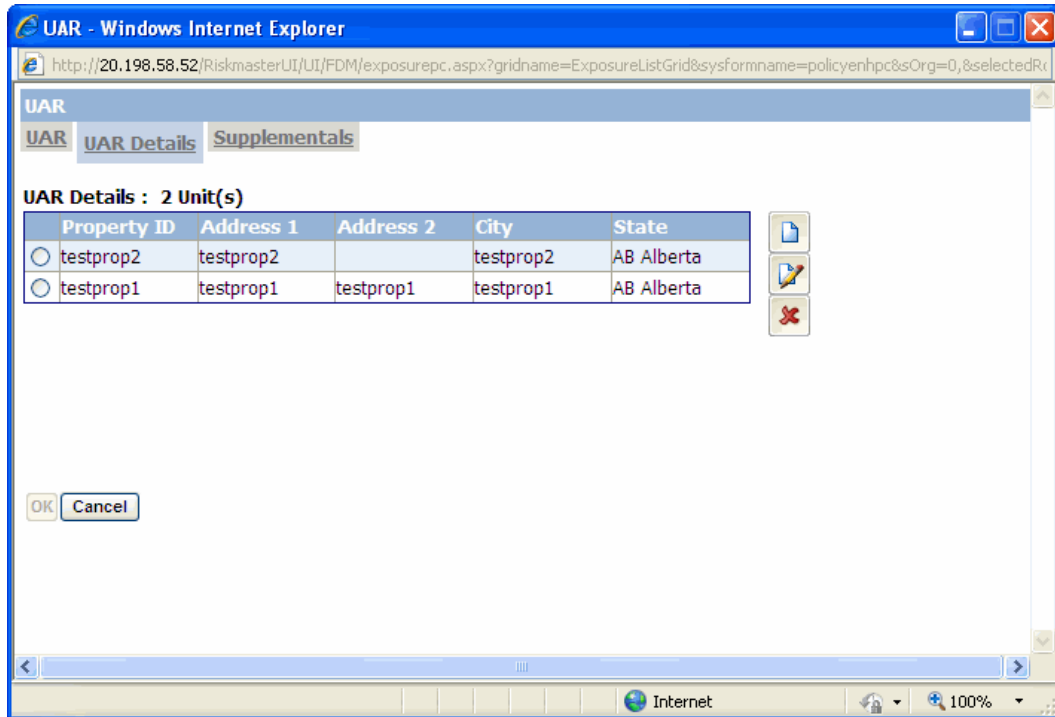 UAR - Windows Internet Explorer
http://20.198.58.52/RiskmasterUI/UI/FDM/exposurepc.aspx?gridname=ExposureListGrid&sysformname=policyenhpc&sOrg=0,&selectedR
UAR
UAR UAR Details Supplementals
UAR Details : 2 Unit(s)
Property ID Address 1 Address 2 City State
testprop2 testprop2 testprop2 AB Alberta
testprop1 testprop1 testprop1 testprop1 AB Alberta
OK Cancel
Internet 100%